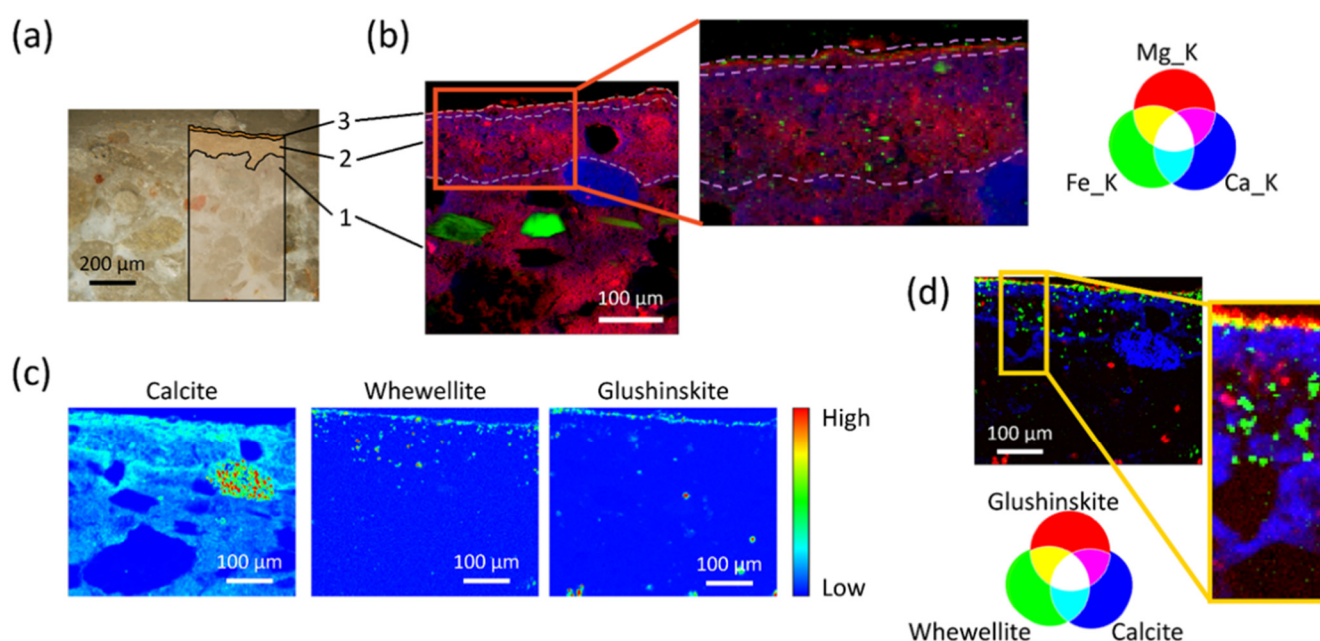 (a)
200 µm
3
2
1
(b)
100 µm
Mg_K
Fe_K
Ca_K
(c)
Calcite
100 µm
Whewellite
100 µm
Glushinskite
100 µm
High
Low
(d)
100 µm
Glushinskite
Whewellite
Calcite